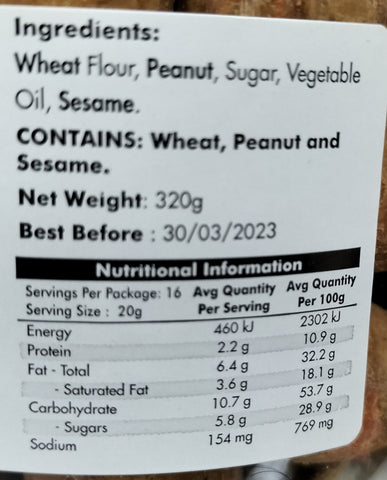 Ingredients:
Wheat Flour, Peanut, Sugar, Vegetable
Oil, Sesame.
CONTAINS: Wheat, Peanut and
Sesame.
Net Weight: 320g
Best Before : 30/03/2023
Nutritional Information
Servings Per Package: 16 Avg Quantity Avg Quantity
Serving Size : 20g Per Serving Per 100g
Energy 460 kJ 2302 kJ
Protein 2.2 g 10.9 g
Fat - Total 6.4 g 32.2 g
- Saturated Fat 3.6 g 18.1 g
Carbohydrate 10.7 g 53.7 g
- Sugars 5.8 g 28.9 g
Sodium 154 mg 769 mg